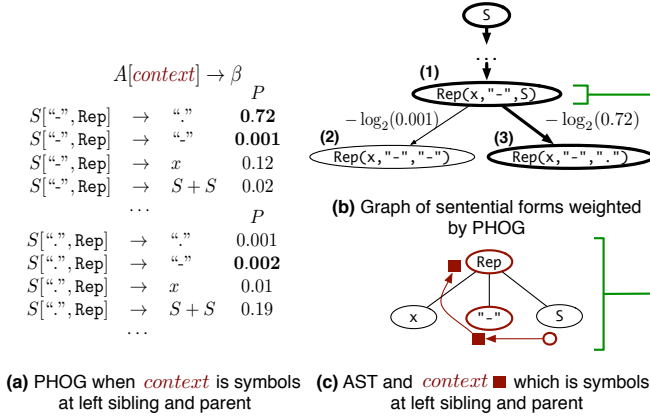 A[context] → β
P
S["-", Rep] → "." 0.72
S["-", Rep] → "-" 0.001
S["-", Rep] → x 0.12
S["-", Rep] → S + S 0.02
...
P
S[".", Rep] → "." 0.001
S[".", Rep] → "-" 0.002
S[".", Rep] → x 0.01
S[".", Rep] → S + S 0.19
...
(a) PHOG when context is symbols
at left sibling and parent
S
...
(1)
Rep(x,"-",S)
− log₂(0.001) − log₂(0.72)
(2) (3)
Rep(x,"-","-") Rep(x,"-",".")
(b) Graph of sentential forms weighted
by PHOG
Rep
x "-" S
(c) AST and context which is symbols
at left sibling and parent